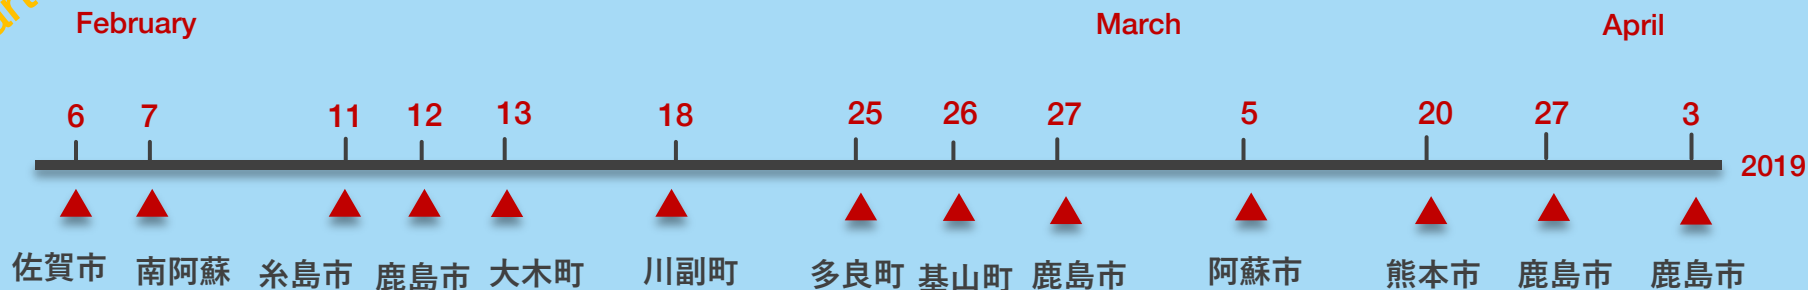 February March April
6 7 11 12 13 18 25 26 27 5 20 27 3
2019
佐賀市 南阿蘇 糸島市 鹿島市 大木町 川副町 多良町 基山町 鹿島市 阿蘇市 熊本市 鹿島市 鹿島市